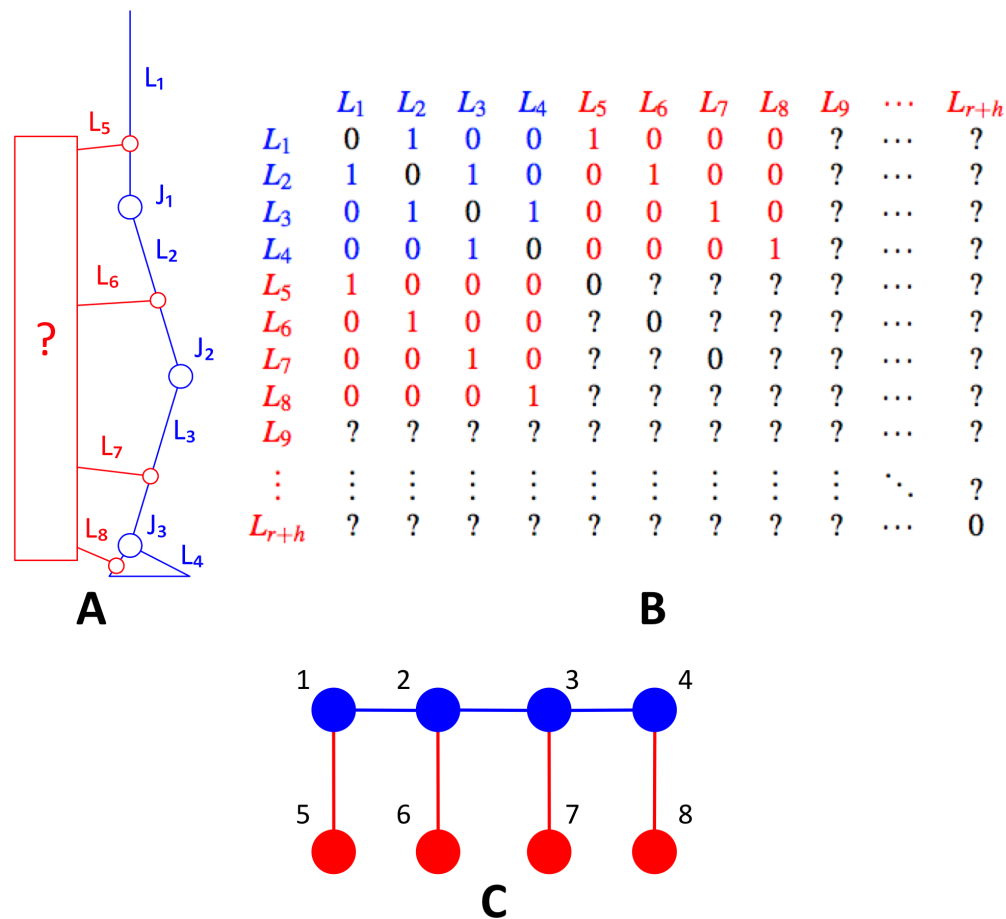 L₁
L₅
J₁
L₂
L₆
?
J₂
L₃
L₇
J₃
L₈
L₄
A
L₁ L₂ L₃ L₄ L₅ L₆ L₇ L₈ L₉ ⋯ Lᵣ₊ₕ
L₁ 0 1 0 0 1 0 0 0 ? ⋯ ?
L₂ 1 0 1 0 0 1 0 0 ? ⋯ ?
L₃ 0 1 0 1 0 0 1 0 ? ⋯ ?
L₄ 0 0 1 0 0 0 0 1 ? ⋯ ?
L₅ 1 0 0 0 0 ? ? ? ? ⋯ ?
L₆ 0 1 0 0 ? 0 ? ? ? ⋯ ?
L₇ 0 0 1 0 ? ? 0 ? ? ⋯ ?
L₈ 0 0 0 1 ? ? ? ? ? ⋯ ?
L₉ ? ? ? ? ? ? ? ? ? ⋯ ?
⋮ ⋮ ⋮ ⋮ ⋮ ⋮ ⋮ ⋮ ⋮ ⋮ ⋱ ?
Lᵣ₊ₕ ? ? ? ? ? ? ? ? ? ⋯ 0
B
1 2 3 4
5 6 7 8
C